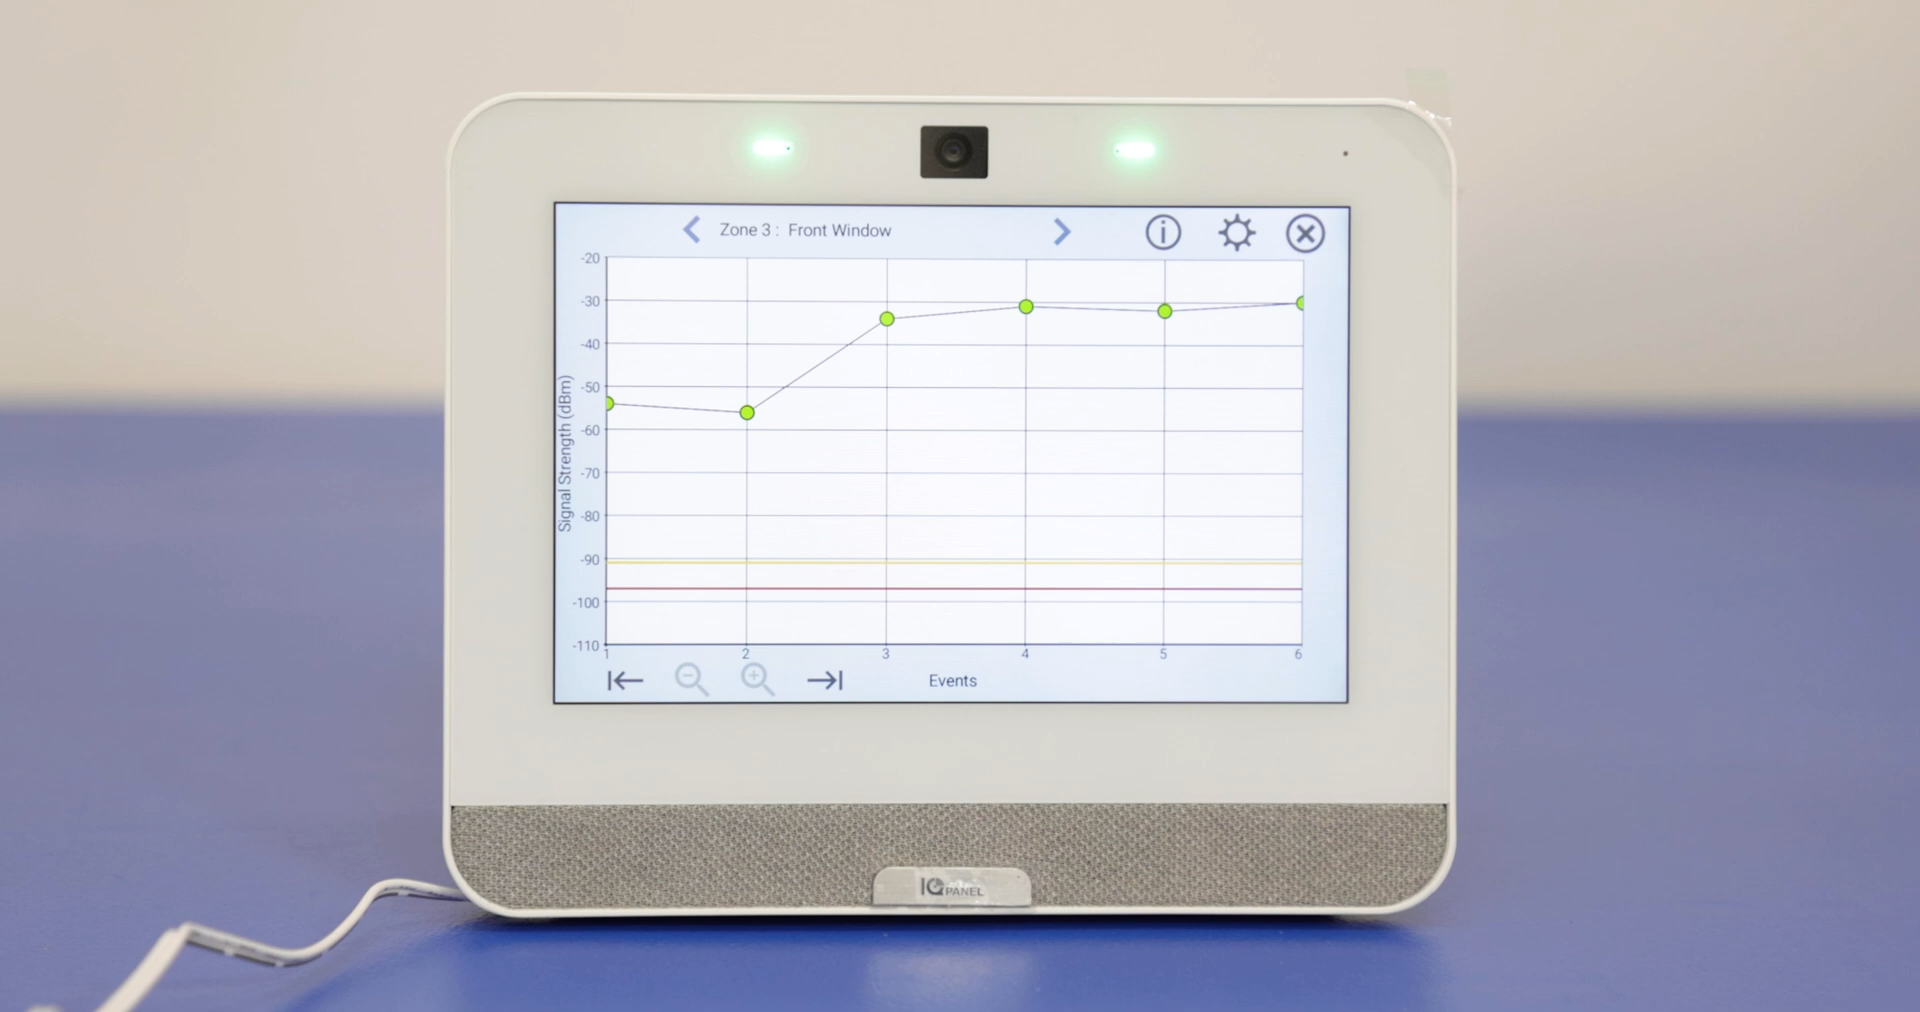 Zone 3 : Front Window
-20
-30
-40
-50
-60
-70
-80
-90
-100
-110
Signal Strength (dBm)
1 2 3 4 5 6
Events
IQ PANEL